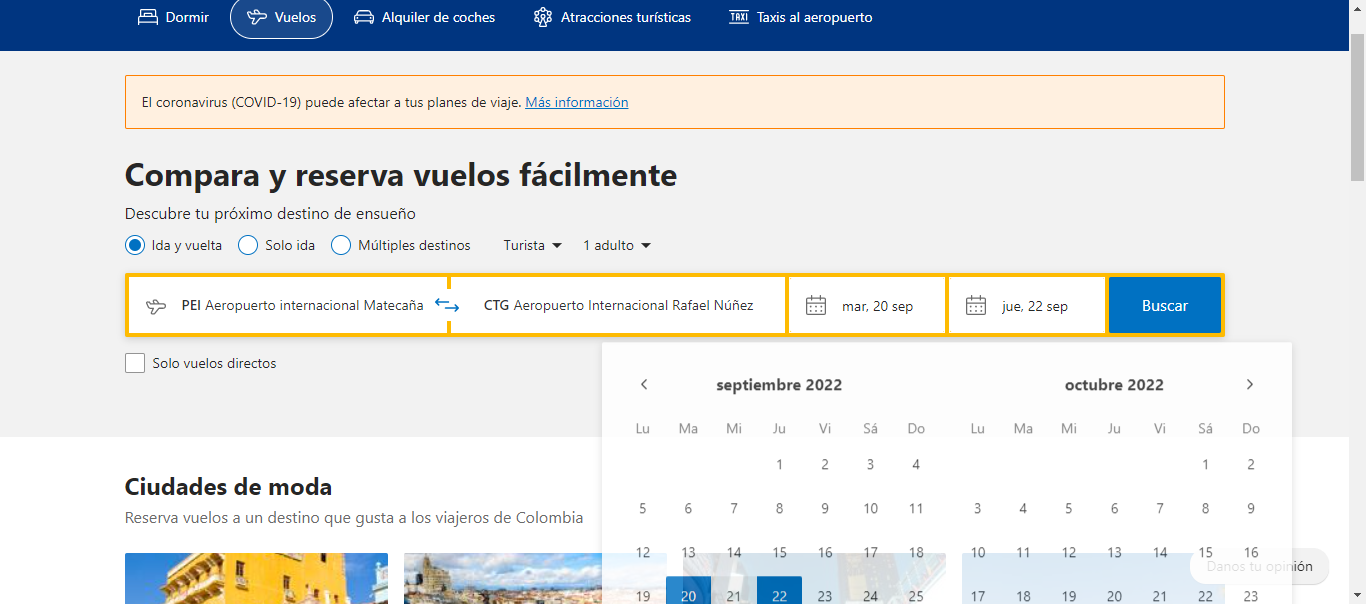 Dormir Vuelos Alquiler de coches Atracciones turísticas TAXI Taxis al aeropuerto
El coronavirus (COVID-19) puede afectar a tus planes de viaje. Más información
Compara y reserva vuelos fácilmente
Descubre tu próximo destino de ensueño
Ida y vuelta Solo ida Múltiples destinos Turista 1 adulto
PEI Aeropuerto internacional Matecaña CTG Aeropuerto Internacional Rafael Núñez mar, 20 sep jue, 22 sep Buscar
Solo vuelos directos
septiembre 2022 octubre 2022
Lu Ma Mi Ju Vi Sá Do Lu Ma Mi Ju Vi Sá Do
1 2 3 4 1 2
5 6 7 8 9 10 11 3 4 5 6 7 8 9
12 13 14 15 16 17 18 10 11 12 13 14 15 16
19 20 21 22 23 24 25 17 18 19 20 21 22 23
Ciudades de moda
Reserva vuelos a un destino que gusta a los viajeros de Colombia
Danos tu opinión